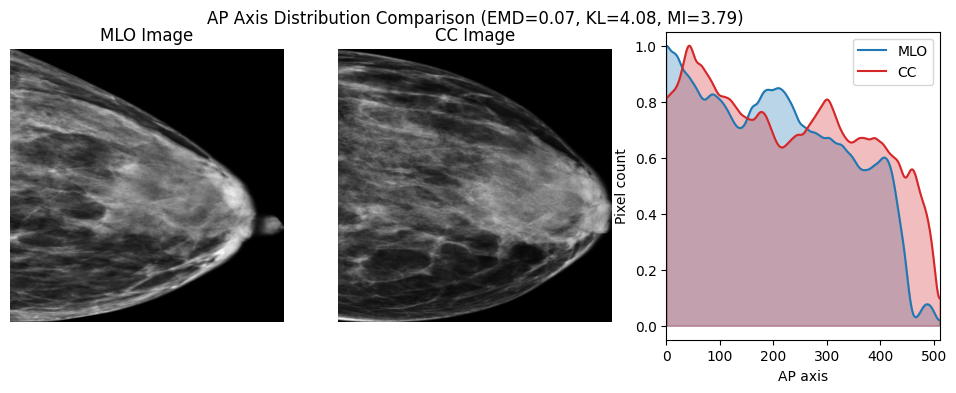 AP Axis Distribution Comparison (EMD=0.07, KL=4.08, MI=3.79)
MLO Image
CC Image
MLO
CC
Pixel count
1.0
0.8
0.6
0.4
0.2
0.0
0 100 200 300 400 500
AP axis